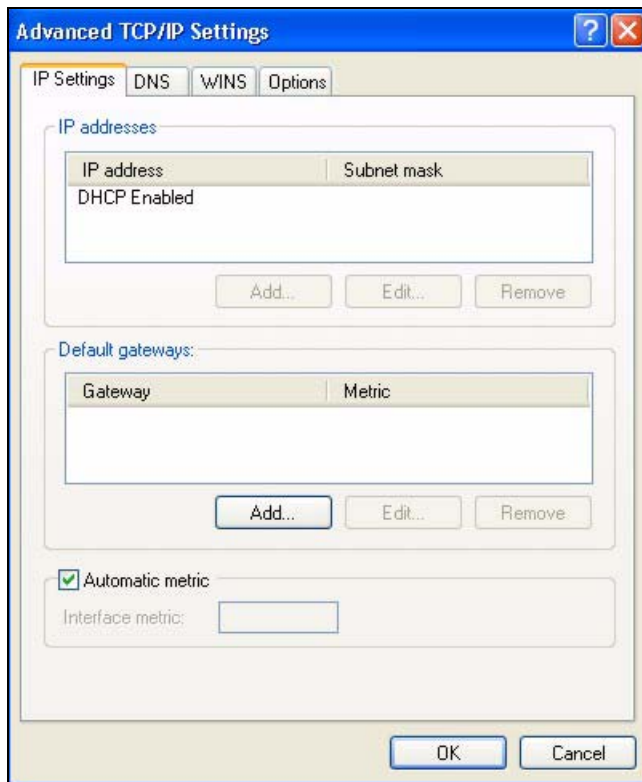 Advanced TCP/IP Settings
IP Settings DNS WINS Options
IP addresses
IP address Subnet mask
DHCP Enabled
Add... Edit... Remove
Default gateways:
Gateway Metric
Add... Edit... Remove
Automatic metric
Interface metric:
OK Cancel